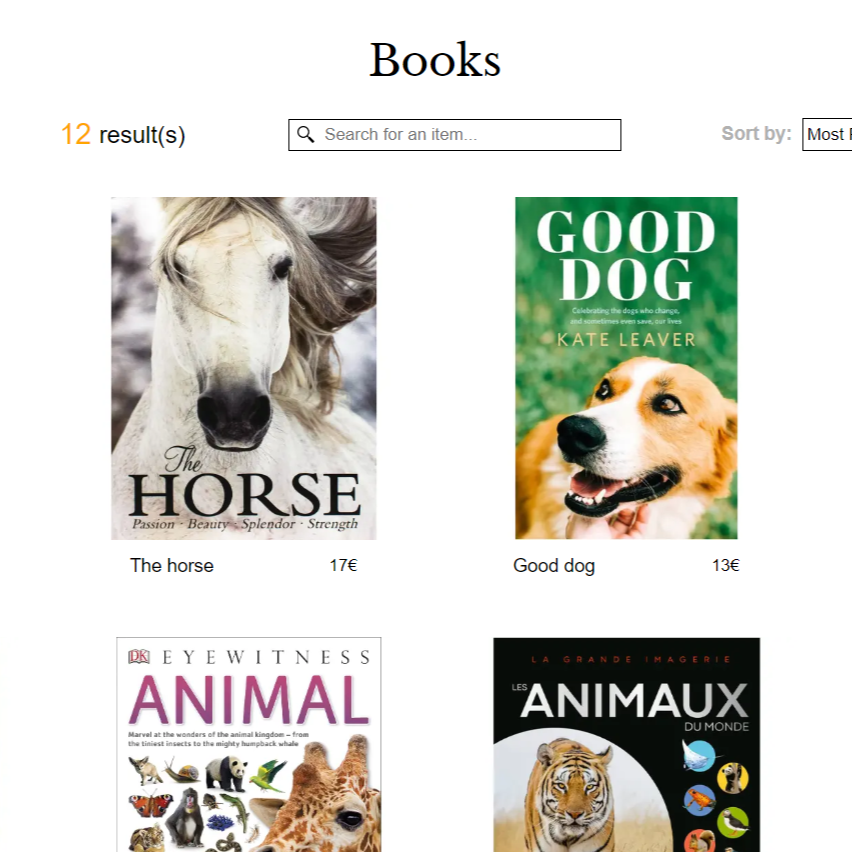 Books
12 result(s)
Search for an item...
Sort by:
Most
GOOD
DOG
Celebrating the dogs who change,
and sometimes even save, our lives
KATE LEAVER
The
HORSE
Passion · Beauty · Splendor · Strength
The horse
17€
Good dog
13€
DK EYEWITNESS
ANIMAL
Marvel at the wonders of the animal kingdom – from
the tiniest insects to the mighty humpback whale
LA GRANDE IMAGERIE
LES ANIMAUX
DU MONDE